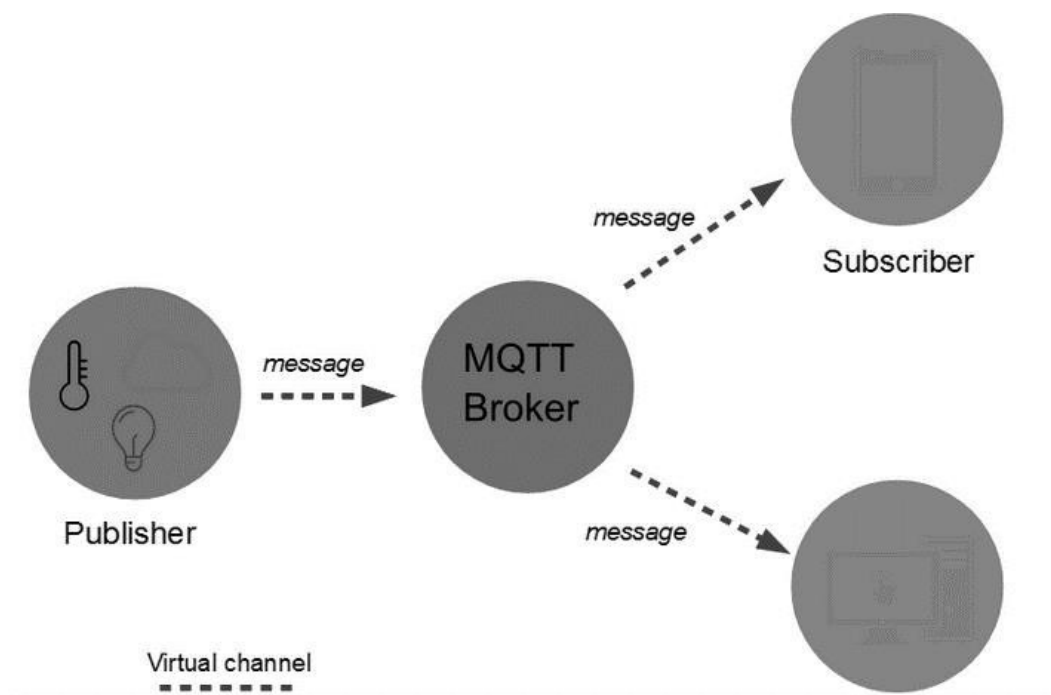 message
Subscriber
message
MQTT
Broker
Publisher
message
Virtual channel